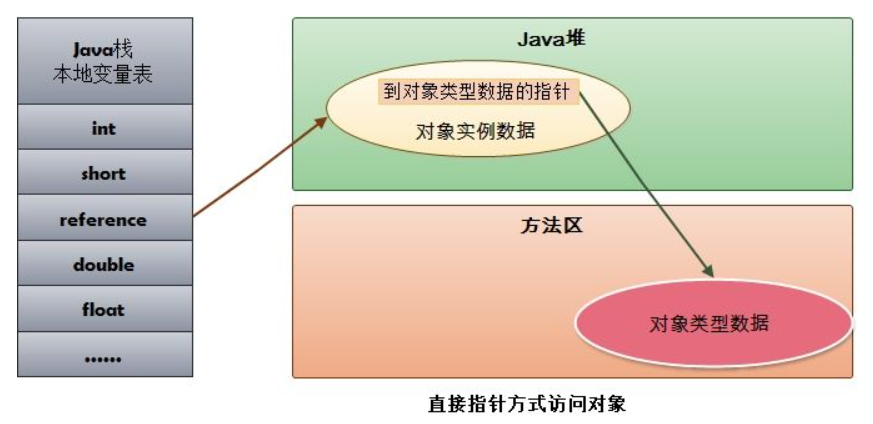 Java栈
本地变量表
int
short
reference
double
float
......
Java堆
到对象类型数据的指针
对象实例数据
方法区
对象类型数据
直接指针方式访问对象